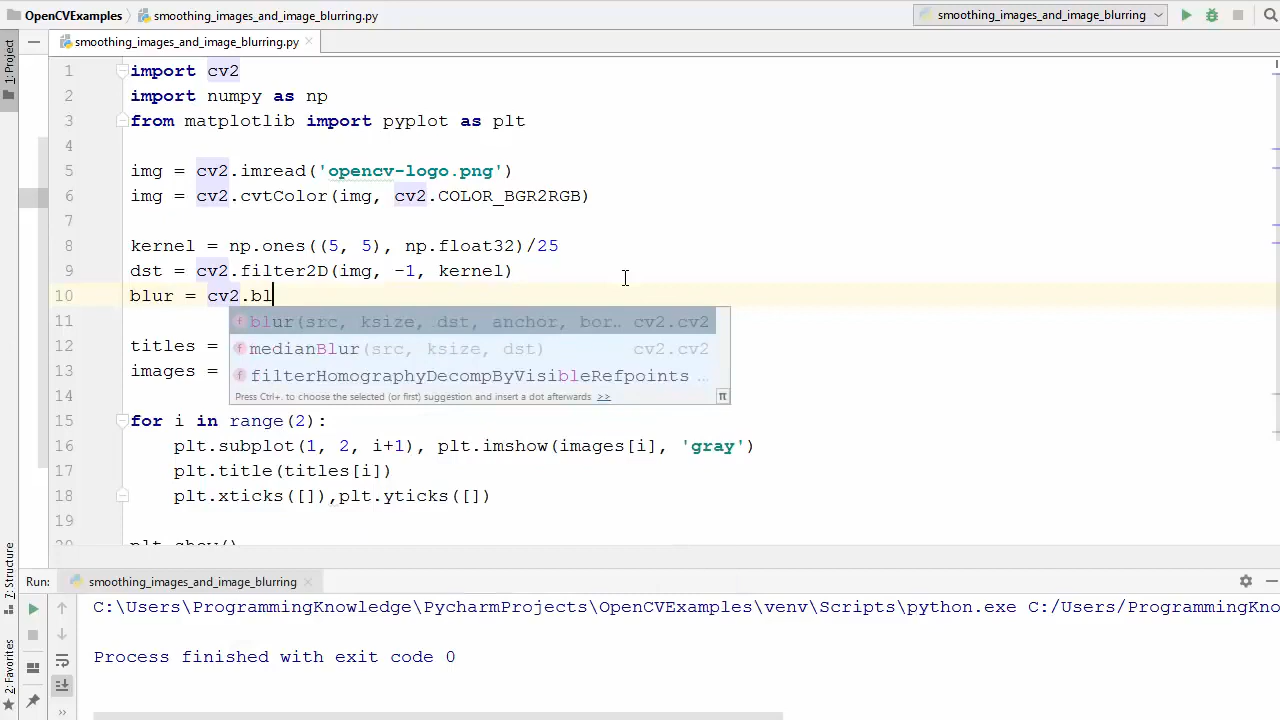 OpenCVExamples smoothing_images_and_image_blurring.py smoothing_images_and_image_blurring
1: Project
smoothing_images_and_image_blurring.py
1 import cv2
2 import numpy as np
3 from matplotlib import pyplot as plt
4
5 img = cv2.imread('opencv-logo.png')
6 img = cv2.cvtColor(img, cv2.COLOR_BGR2RGB)
7
8 kernel = np.ones((5, 5), np.float32)/25
9 dst = cv2.filter2D(img, -1, kernel)
10 blur = cv2.bl
11 blur(src, ksize, dst, anchor, bor.. cv2.cv2
12 titles = medianBlur(src, ksize, dst) cv2.cv2
13 images = filterHomographyDecompByVisibleRefpoints ...
14 Press Ctrl+. to choose the selected (or first) suggestion and insert a dot afterwards >> π
15 for i in range(2):
16 plt.subplot(1, 2, i+1), plt.imshow(images[i], 'gray')
17 plt.title(titles[i])
18 plt.xticks([]),plt.yticks([])
19
20 plt.show()
7: Structure
2: Favorites
Run: smoothing_images_and_image_blurring
C:\Users\ProgrammingKnowledge\PycharmProjects\OpenCVExamples\venv\Scripts\python.exe C:/Users/ProgrammingKno
Process finished with exit code 0